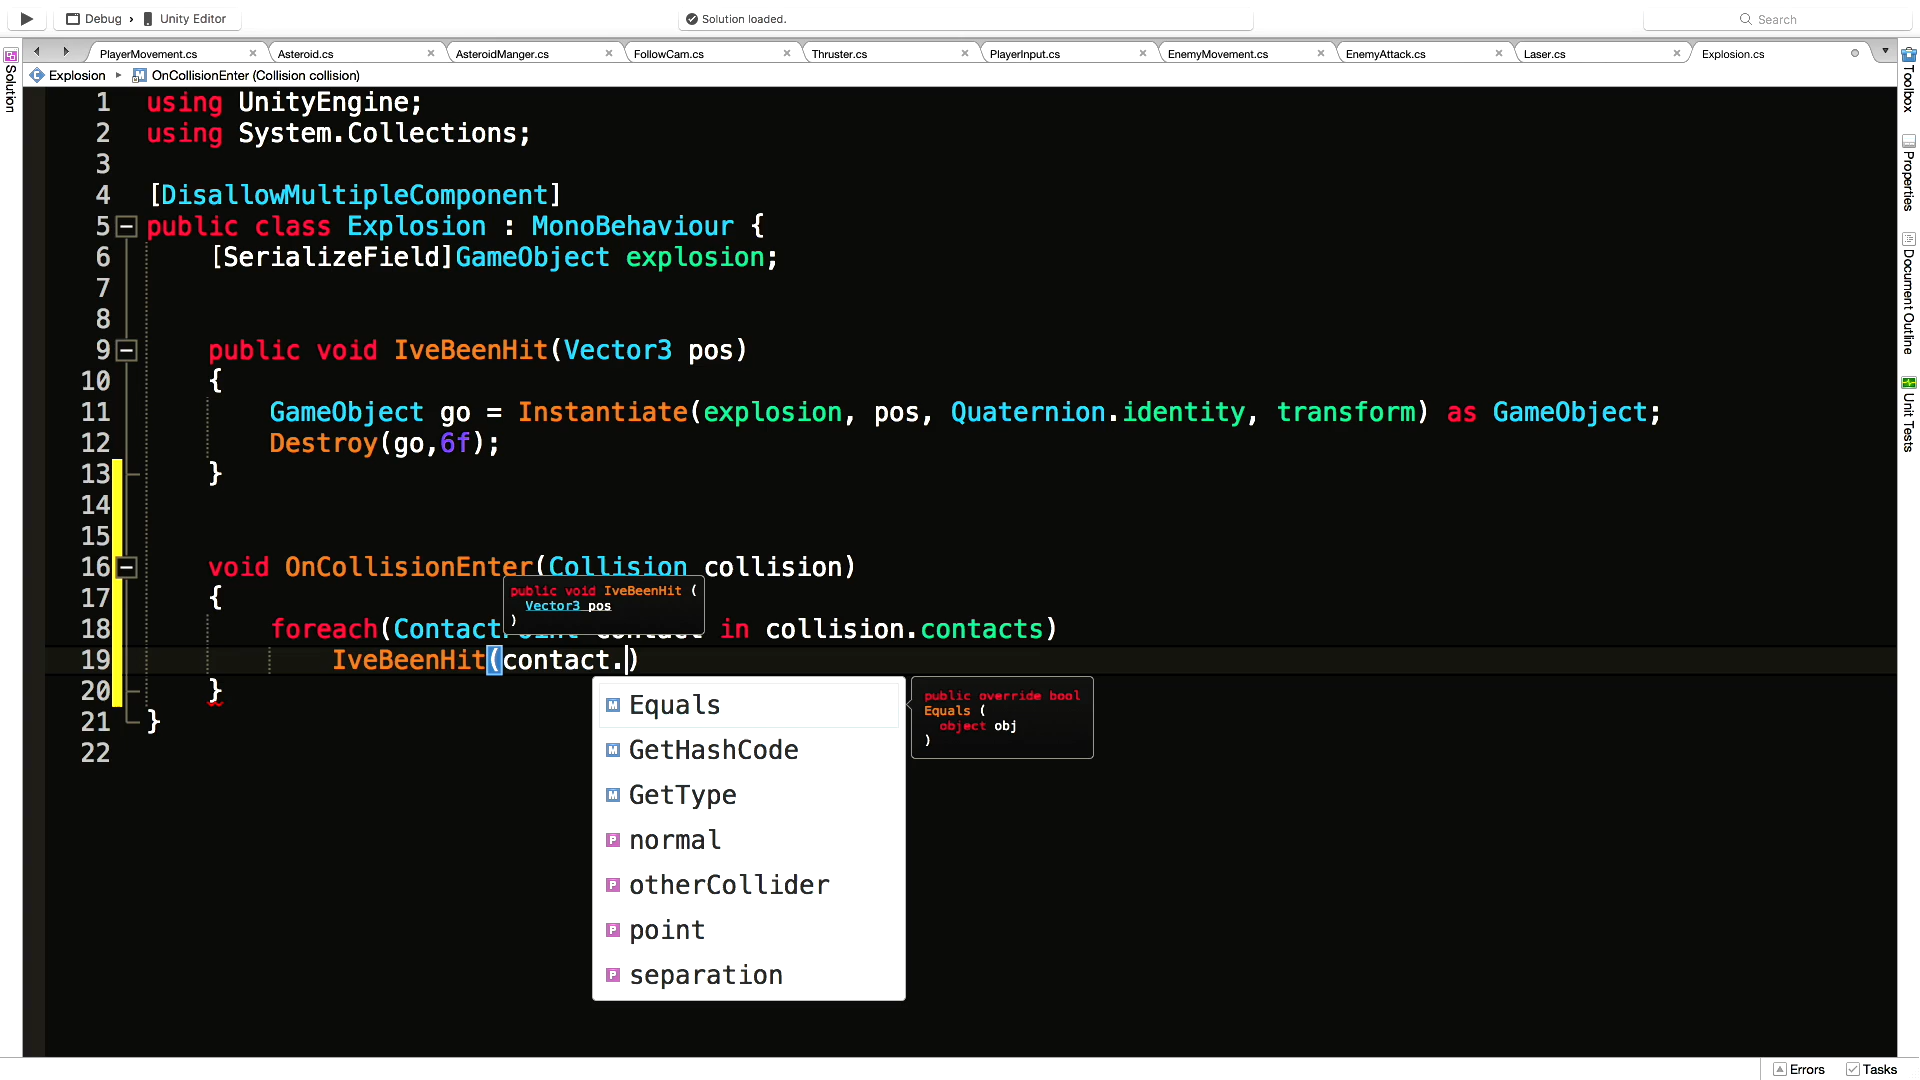 Debug › Unity Editor
Solution loaded.
Search
PlayerMovement.cs
Asteroid.cs
AsteroidManger.cs
FollowCam.cs
Thruster.cs
PlayerInput.cs
EnemyMovement.cs
EnemyAttack.cs
Laser.cs
Explosion.cs
Explosion ▸ OnCollisionEnter (Collision collision)
Solution
Toolbox
Properties
Document Outline
Unit Tests
1 using UnityEngine;
2 using System.Collections;
3
4 [DisallowMultipleComponent]
5 public class Explosion : MonoBehaviour {
6 [SerializeField]GameObject explosion;
7
8
9 public void IveBeenHit(Vector3 pos)
10 {
11 GameObject go = Instantiate(explosion, pos, Quaternion.identity, transform) as GameObject;
12 Destroy(go,6f);
13 }
14
15
16 void OnCollisionEnter(Collision collision)
17 {
18 foreach(ContactPoint contact in collision.contacts)
19 IveBeenHit(contact.)
20 }
21 }
22
public void IveBeenHit (
Vector3 pos
)
Equals
GetHashCode
GetType
normal
otherCollider
point
separation
public override bool
Equals (
object obj
)
Errors
Tasks